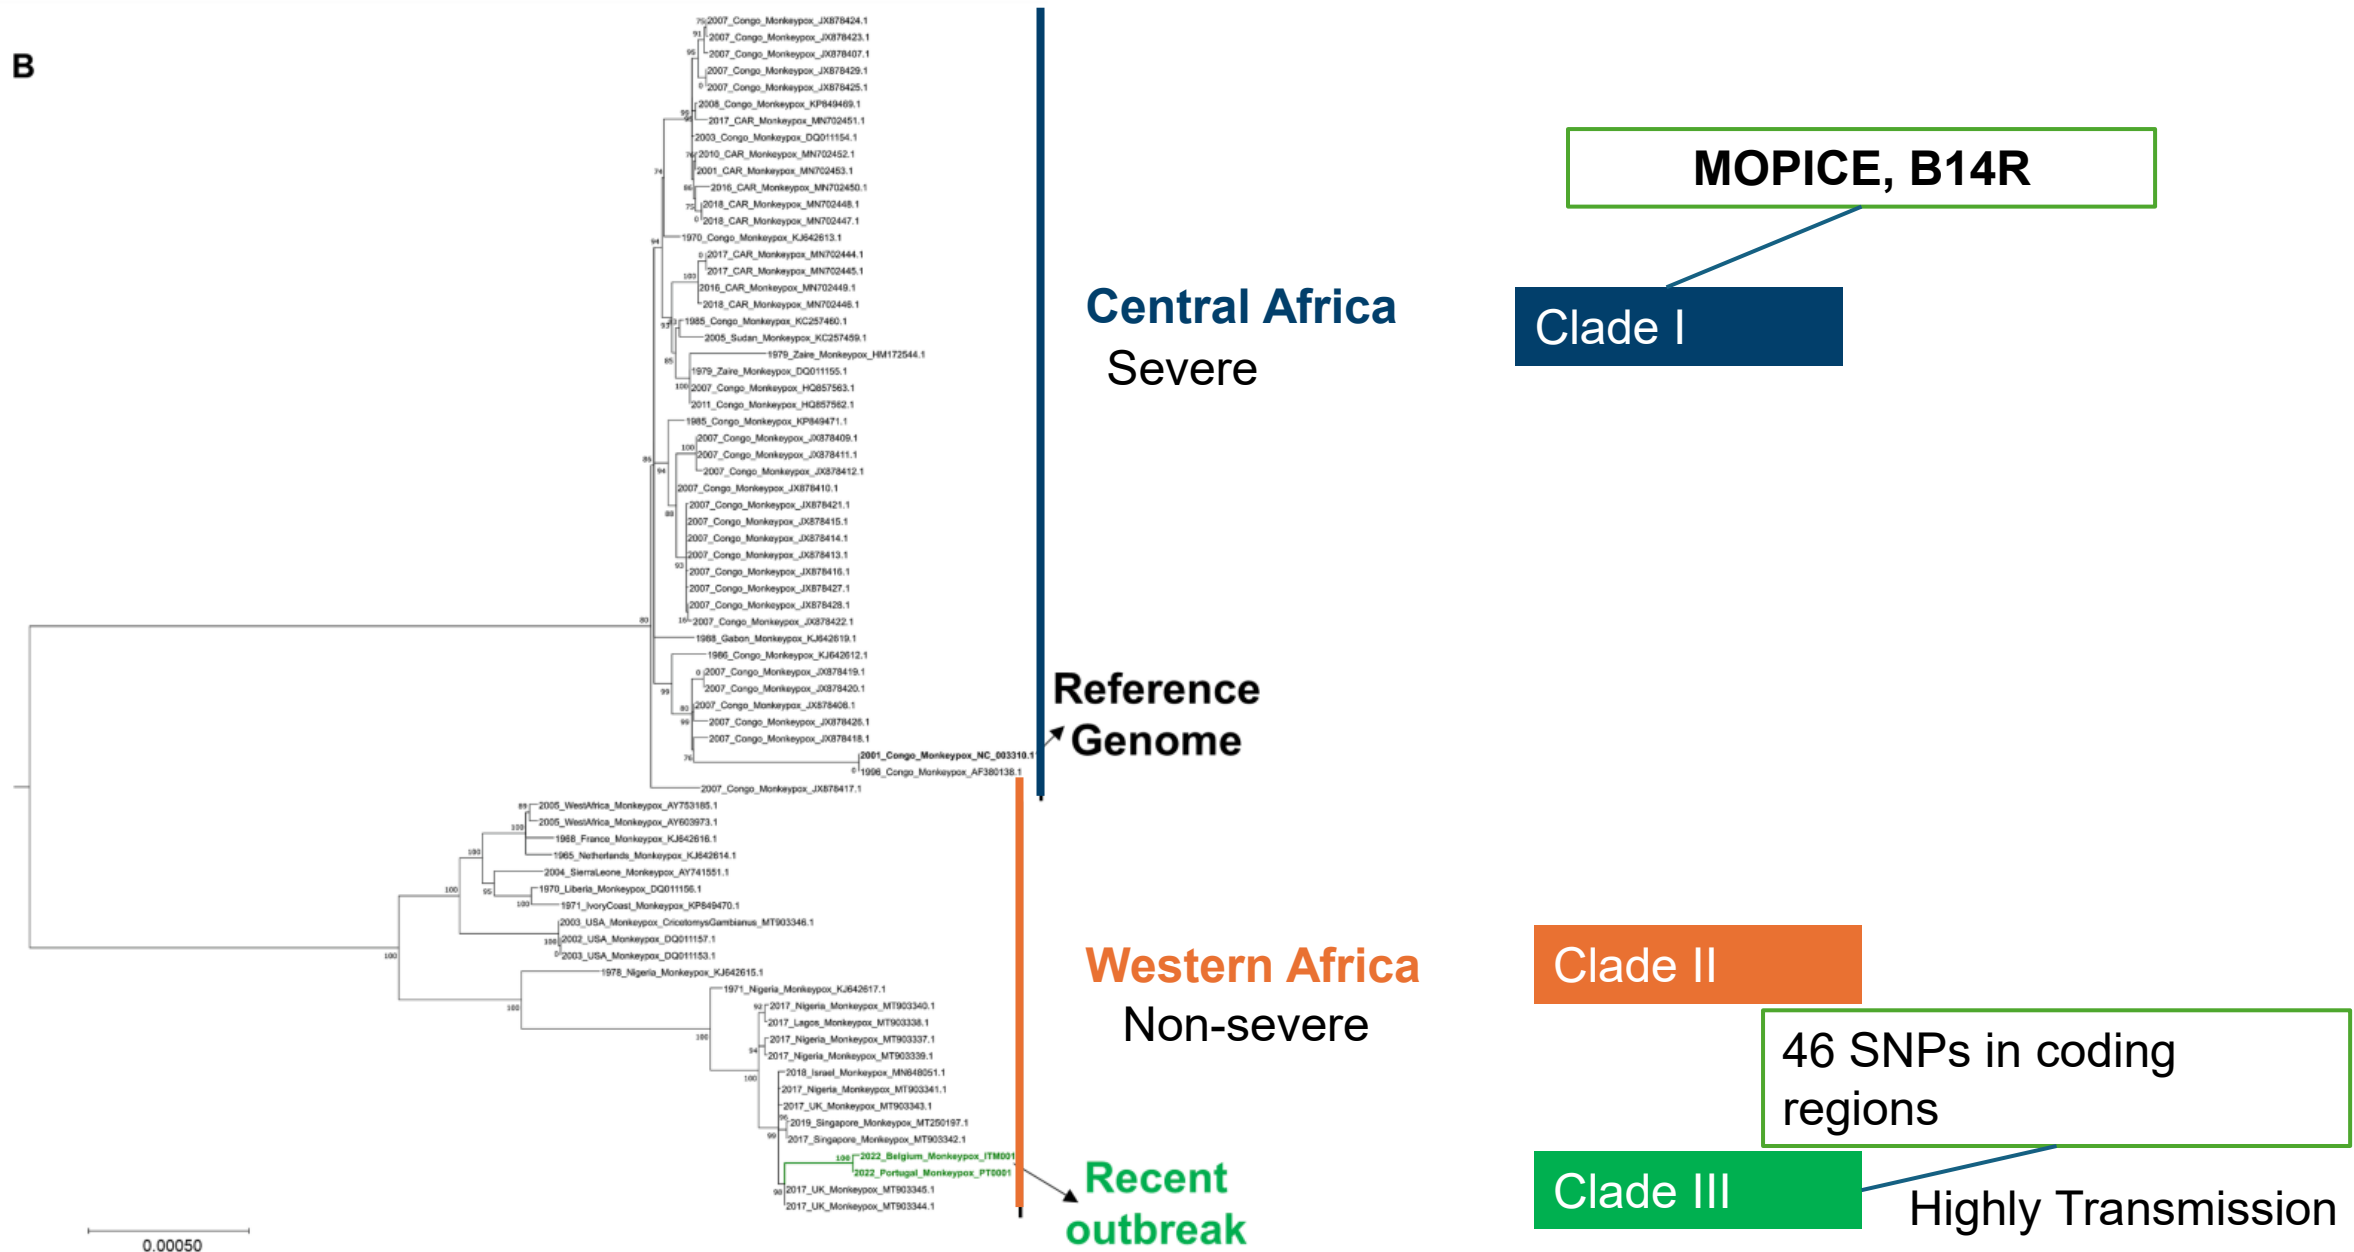 B
2007_Congo_Monkeypox_JX878424.1
2007_Congo_Monkeypox_JX878423.1
2007_Congo_Monkeypox_JX878407.1
2007_Congo_Monkeypox_JX878429.1
2007_Congo_Monkeypox_JX878425.1
2008_Congo_Monkeypox_KP849469.1
2017_CAR_Monkeypox_MN702451.1
2003_Congo_Monkeypox_DQ011154.1
2010_CAR_Monkeypox_MN702452.1
2001_CAR_Monkeypox_MN702453.1
2016_CAR_Monkeypox_MN702450.1
2018_CAR_Monkeypox_MN702448.1
2018_CAR_Monkeypox_MN702447.1
1970_Congo_Monkeypox_KJ642613.1
2017_CAR_Monkeypox_MN702444.1
2017_CAR_Monkeypox_MN702445.1
2016_CAR_Monkeypox_MN702449.1
2018_CAR_Monkeypox_MN702446.1
1985_Congo_Monkeypox_KC257460.1
2005_Sudan_Monkeypox_KC257459.1
1979_Zaire_Monkeypox_HM172544.1
1979_Zaire_Monkeypox_DQ011155.1
2007_Congo_Monkeypox_HQ857563.1
2011_Congo_Monkeypox_HQ857562.1
1985_Congo_Monkeypox_KP849471.1
2007_Congo_Monkeypox_JX878409.1
2007_Congo_Monkeypox_JX878411.1
2007_Congo_Monkeypox_JX878412.1
2007_Congo_Monkeypox_JX878410.1
2007_Congo_Monkeypox_JX878421.1
2007_Congo_Monkeypox_JX878415.1
2007_Congo_Monkeypox_JX878414.1
2007_Congo_Monkeypox_JX878413.1
2007_Congo_Monkeypox_JX878416.1
2007_Congo_Monkeypox_JX878427.1
2007_Congo_Monkeypox_JX878428.1
2007_Congo_Monkeypox_JX878422.1
1988_Gabon_Monkeypox_KJ642619.1
1986_Congo_Monkeypox_KJ642612.1
2007_Congo_Monkeypox_JX878419.1
2007_Congo_Monkeypox_JX878420.1
2007_Congo_Monkeypox_JX878408.1
2007_Congo_Monkeypox_JX878426.1
2007_Congo_Monkeypox_JX878418.1
2001_Congo_Monkeypox_NC_003310.1
1996_Congo_Monkeypox_AF380138.1
2007_Congo_Monkeypox_JX878417.1
2005_WestAfrica_Monkeypox_AY753185.1
2005_WestAfrica_Monkeypox_AY603973.1
1968_France_Monkeypox_KJ642616.1
1965_Netherlands_Monkeypox_KJ642614.1
2004_SierraLeone_Monkeypox_AY741551.1
1970_Liberia_Monkeypox_DQ011156.1
1971_IvoryCoast_Monkeypox_KP849470.1
2003_USA_Monkeypox_CricetomysGambianus_MT903346.1
2002_USA_Monkeypox_DQ011157.1
2003_USA_Monkeypox_DQ011153.1
1978_Nigeria_Monkeypox_KJ642615.1
1971_Nigeria_Monkeypox_KJ642617.1
2017_Nigeria_Monkeypox_MT903340.1
2017_Lagos_Monkeypox_MT903338.1
2017_Nigeria_Monkeypox_MT903337.1
2017_Nigeria_Monkeypox_MT903339.1
2018_Israel_Monkeypox_MN648051.1
2017_Nigeria_Monkeypox_MT903341.1
2017_UK_Monkeypox_MT903343.1
2019_Singapore_Monkeypox_MT250197.1
2017_Singapore_Monkeypox_MT903342.1
2022_Belgium_Monkeypox_ITM001
2022_Portugal_Monkeypox_PT0001
2017_UK_Monkeypox_MT903345.1
2017_UK_Monkeypox_MT903344.1
0.00050
Central Africa
Severe
Reference
Genome
Western Africa
Non-severe
Recent
outbreak
MOPICE, B14R
Clade I
Clade II
46 SNPs in coding
regions
Clade III
Highly Transmission